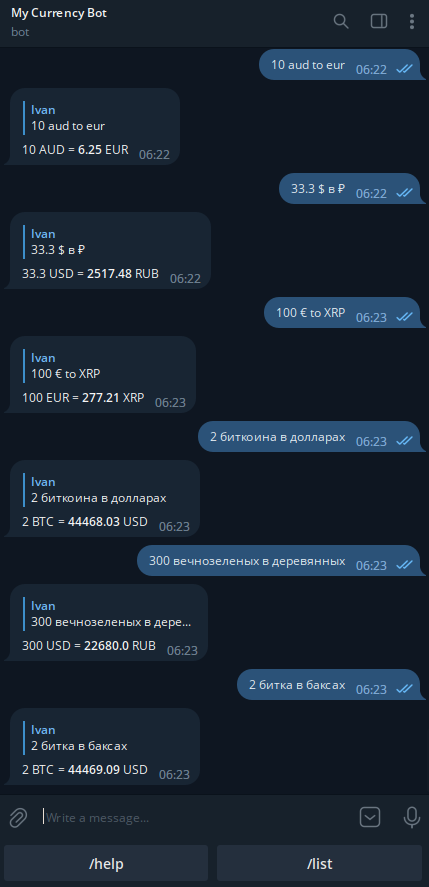 My Currency Bot
bot
10 aud to eur 06:22
Ivan
10 aud to eur
10 AUD = 6.25 EUR 06:22
33.3 $ в ₽ 06:22
Ivan
33.3 $ в ₽
33.3 USD = 2517.48 RUB 06:22
100 € to XRP 06:23
Ivan
100 € to XRP
100 EUR = 277.21 XRP 06:23
2 биткоина в долларах 06:23
Ivan
2 биткоина в долларах
2 BTC = 44468.03 USD 06:23
300 вечнозеленых в деревянных 06:23
Ivan
300 вечнозеленых в дере...
300 USD = 22680.0 RUB 06:23
2 битка в баксах 06:23
Ivan
2 битка в баксах
2 BTC = 44469.09 USD 06:23
Write a message...
/help
/list